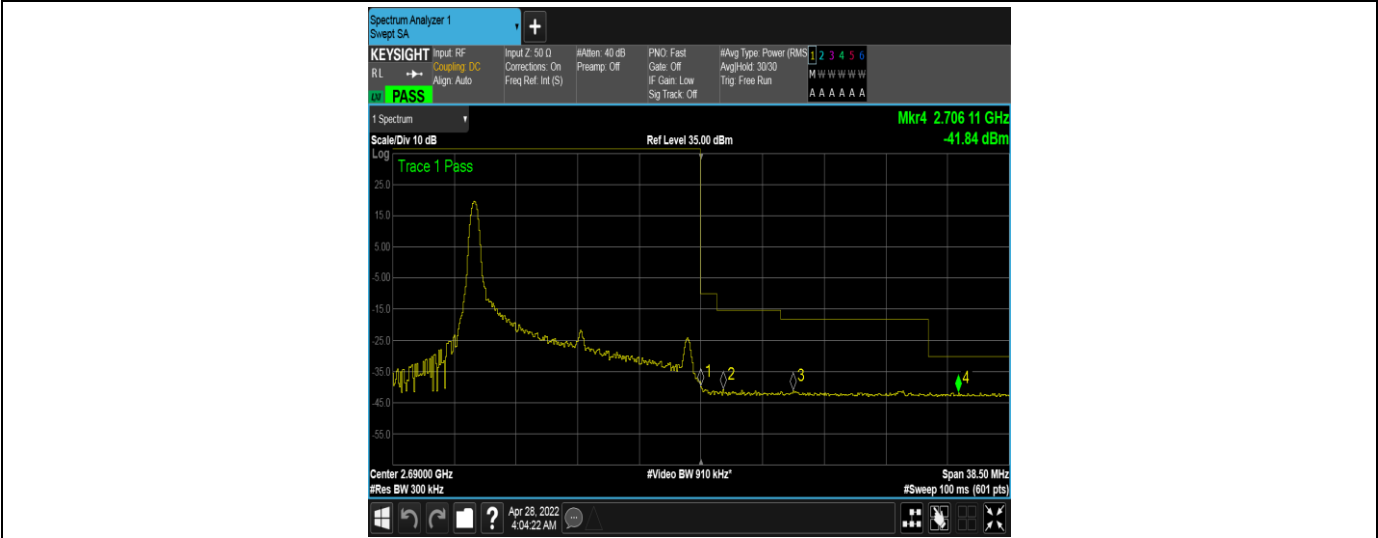 Spectrum Analyzer 1
Swept SA
+
KEYSIGHT Input: RF Input Z: 50 Ω #Atten: 40 dB PNO: Fast #Avg Type: Power (RMS 1 2 3 4 5 6
RL Coupling: DC Corrections: On Preamp: Off Gate: Off Avg|Hold: 30/30 M W W W W W
Align: Auto Freq Ref: Int (S) IF Gain: Low Trig: Free Run
PASS Sig Track: Off A A A A A A
1 Spectrum Mkr4 2.706 11 GHz
Scale/Div 10 dB Ref Level 35.00 dBm -41.84 dBm
Log
Trace 1 Pass
25.0
15.0
5.00
-5.00
-15.0
-25.0
-35.0
1 2 3 4
-45.0
-55.0
Center 2.69000 GHz #Video BW 910 kHz* Span 38.50 MHz
#Res BW 300 kHz #Sweep 100 ms (601 pts)
? Apr 28, 2022
4:04:22 AM